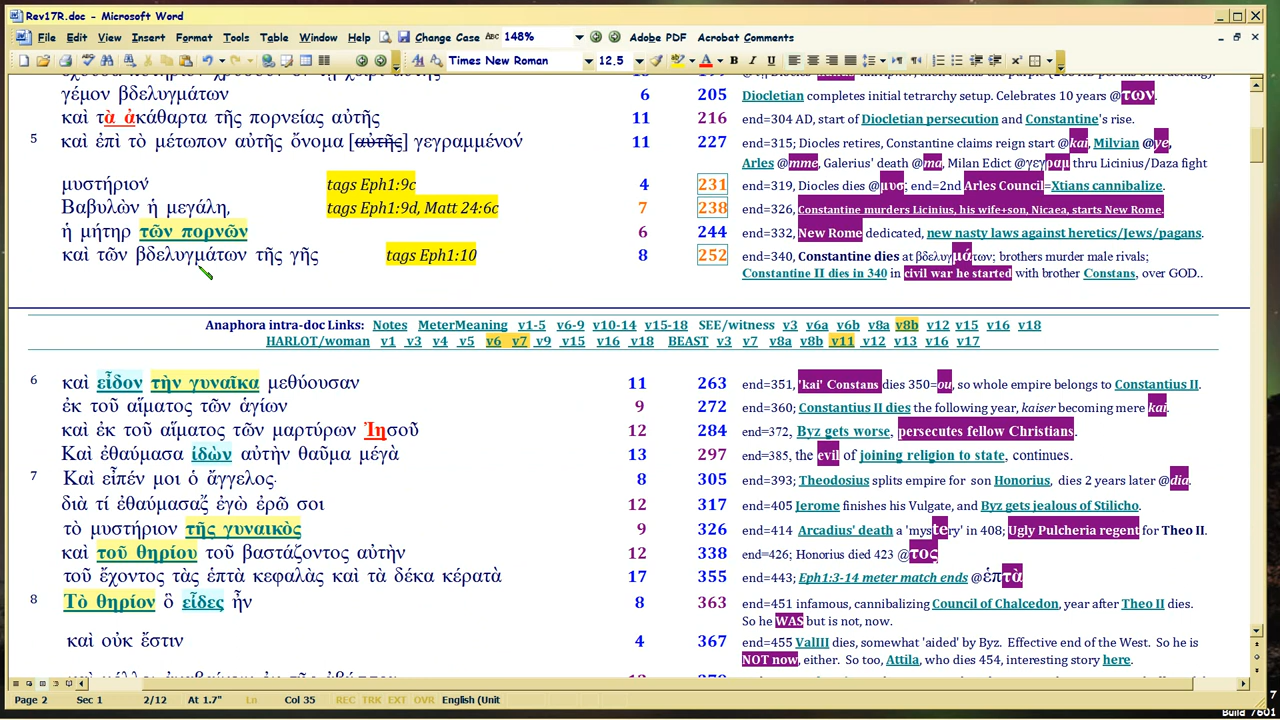 Rev17R.doc - Microsoft Word
File Edit View Insert Format Tools Table Window Help Change Case ABC 148% Adobe PDF Acrobat Comments
Times New Roman 12.5 B I U
γέμον βδελυγμάτων 6 205 Diocletian completes initial tetrarchy setup. Celebrates 10 years @των.
καὶ τὰ ἀκάθαρτα τῆς πορνείας αὐτῆς 11 216 end=304 AD, start of Diocletian persecution and Constantine's rise.
5 καὶ ἐπὶ τὸ μέτωπον αὐτῆς ὄνομα [αὐτῆς] γεγραμμένον 11 227 end=315; Diocles retires, Constantine claims reign start @kai, Milvian @ye,
Arles @mme, Galerius' death @ma, Milan Edict @γεγραμ thru Licinius/Daza fight
μυστήριον 4 231 end=319, Diocles dies @μυσ; end=2nd Arles Council=Xtians cannibalize.
tags Eph1:9c
Βαβυλὼν ἡ μεγάλη, tags Eph1:9d, Matt 24:6c 7 238 end=326, Constantine murders Licinius, his wife+son, Nicaea, starts New Rome.
ἡ μήτηρ τῶν πορνῶν 6 244 end=332, New Rome dedicated, new nasty laws against heretics/Jews/pagans.
καὶ τῶν βδελυγμάτων τῆς γῆς tags Eph1:10 8 252 end=340, Constantine dies at βδελυγμάτων; brothers murder male rivals;
Constantine II dies in 340 in civil war he started with brother Constans, over GOD..
Anaphora intra-doc Links: Notes MeterMeaning v1-5 v6-9 v10-14 v15-18 SEE/witness v3 v6a v6b v8a v8b v12 v15 v16 v18
HARLOT/woman v1 v3 v4 v5 v6 v7 v9 v15 v16 v18 BEAST v3 v7 v8a v8b v11 v12 v13 v16 v17
6 καὶ εἶδον τὴν γυναῖκα μεθύουσαν 11 263 end=351, 'kai' Constans dies 350=ou, so whole empire belongs to Constantius II.
ἐκ τοῦ αἵματος τῶν ἁγίων 9 272 end=360; Constantius II dies the following year, kaiser becoming mere kai.
καὶ ἐκ τοῦ αἵματος τῶν μαρτύρων Ἰησοῦ 12 284 end=372, Byz gets worse, persecutes fellow Christians.
Καὶ ἐθαύμασα ἰδὼν αὐτὴν θαῦμα μέγὰ 13 297 end=385, the evil of joining religion to state, continues.
7 Καὶ εἶπέν μοι ὁ ἄγγελος· 8 305 end=393; Theodosius splits empire for son Honorius, dies 2 years later @dia.
διὰ τί ἐθαύμασαξ ἐγὼ ἐρῶ σοι 12 317 end=405 Jerome finishes his Vulgate, and Byz gets jealous of Stilicho.
τὸ μυστήριον τῆς γυναικὸς 9 326 end=414 Arcadius' death a 'mystery' in 408; Ugly Pulcheria regent for Theo II.
καὶ τοῦ θηρίου τοῦ βαστάζοντος αὐτὴν 12 338 end=426; Honorius died 423 @τος
τοῦ ἔχοντος τὰς ἑπτὰ κεφαλὰς καὶ τὰ δέκα κέρατὰ 17 355 end=443; Eph1:3-14 meter match ends @ἑπτὰ
8 Τὸ θηρίον ὃ εἶδες ἦν 8 363 end=451 infamous, cannibalizing Council of Chalcedon, year after Theo II dies.
So he WAS but is not, now.
καὶ οὐκ ἔστιν 4 367 end=455 ValIII dies, somewhat 'aided' by Byz. Effective end of the West. So he is
NOT now, either. So too, Attila, who dies 454, interesting story here.
Page 2 Sec 1 2/12 At 1.7" Ln Col 35 REC TRK EXT OVR English (Unit
Build 7601